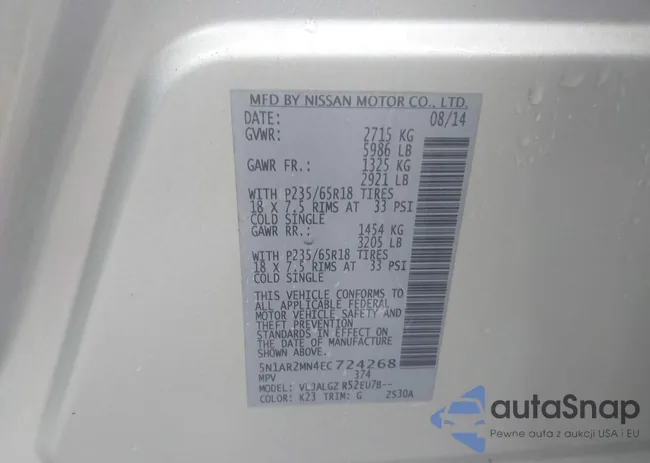 MFD BY NISSAN MOTOR CO., LTD.
DATE: 08/14
GVWR: 2715 KG
5986 LB
GAWR FR.: 1325 KG
2921 LB
WITH P235/65R18 TIRES
18 X 7.5 RIMS AT 33 PSI
COLD SINGLE
GAWR RR.: 1454 KG
3205 LB
WITH P235/65R18 TIRES
18 X 7.5 RIMS AT 33 PSI
COLD SINGLE
THIS VEHICLE CONFORMS TO
ALL APPLICABLE FEDERAL
MOTOR VEHICLE SAFETY AND
THEFT PREVENTION
STANDARDS IN EFFECT ON
THE DATE OF MANUFACTURE
SHOWN ABOVE.
5N1AR2MN4EC724268
MPV 374
MODEL:
COLOR: K23 TRIM: G 2S30A
autaSnap
Pewne auta z aukcji USA i EU